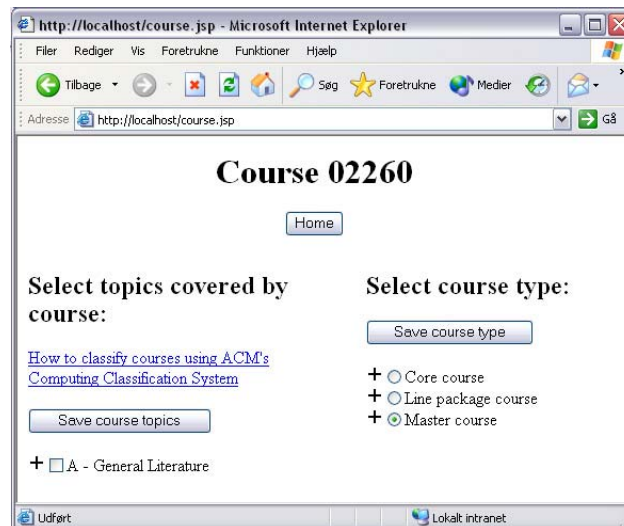 http://localhost/course.jsp - Microsoft Internet Explorer
Filer Rediger Vis Foretrukne Funktioner Hjælp
Tilbage Søg Foretrukne Medier
Adresse http://localhost/course.jsp Gå
Course 02260
Home
Select topics covered by
course:
How to classify courses using ACM's
Computing Classification System
Save course topics
A - General Literature
Select course type:
Save course type
Core course
Line package course
Master course
Udført Lokalt intranet